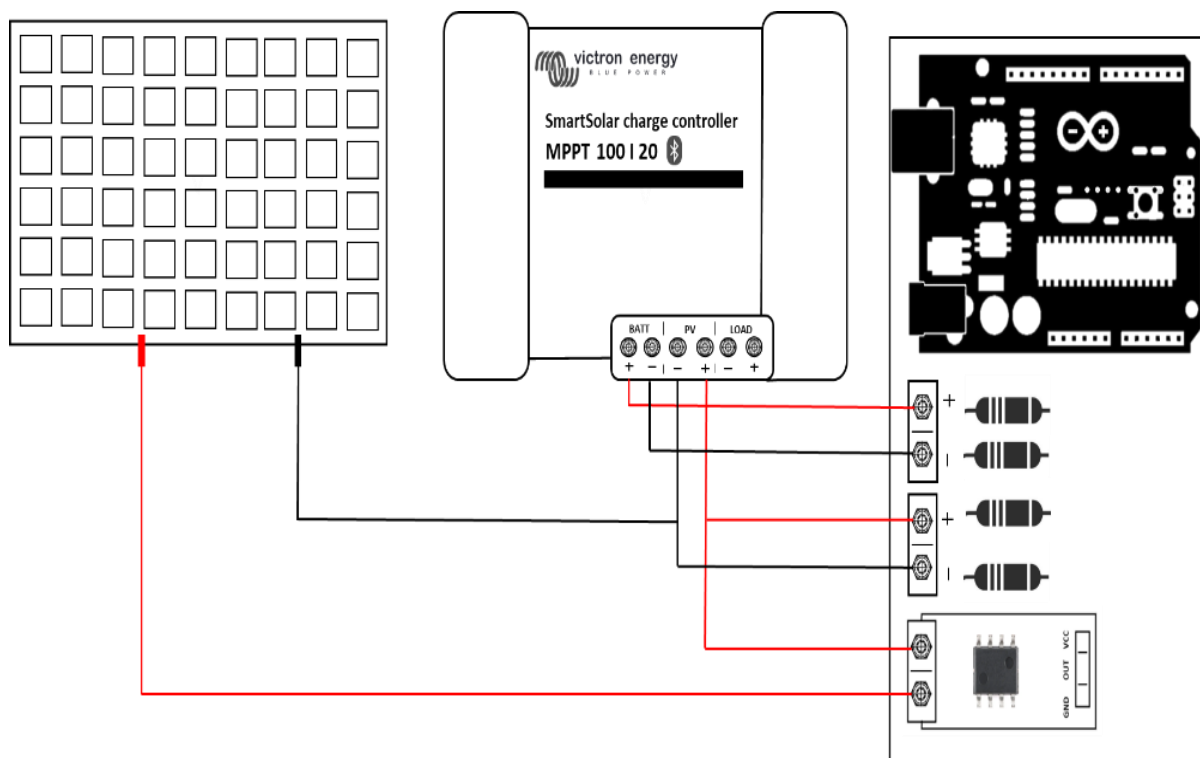 victron energy
BLUE POWER
SmartSolar charge controller
MPPT 100 | 20
BATT | PV | LOAD
+ − − + − +
+
−
+
−
VCC
OUT
GND